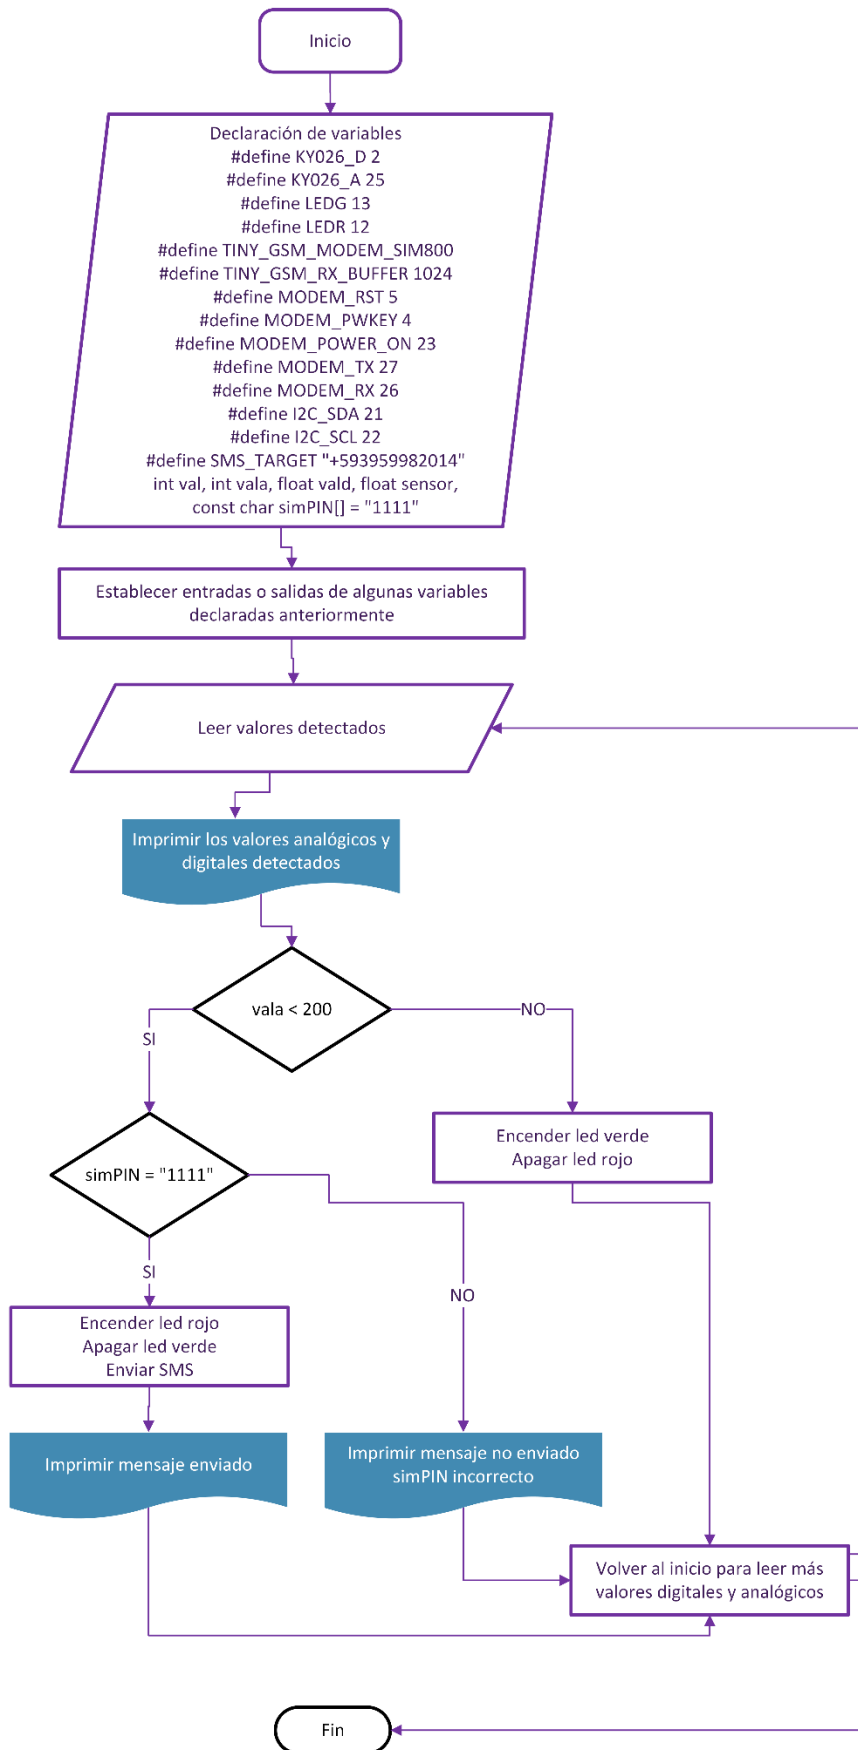 Inicio
Declaración de variables
#define KY026_D 2
#define KY026_A 25
#define LEDG 13
#define LEDR 12
#define TINY_GSM_MODEM_SIM800
#define TINY_GSM_RX_BUFFER 1024
#define MODEM_RST 5
#define MODEM_PWKEY 4
#define MODEM_POWER_ON 23
#define MODEM_TX 27
#define MODEM_RX 26
#define I2C_SDA 21
#define I2C_SCL 22
#define SMS_TARGET "+593959982014"
int val, int vala, float vald, float sensor,
const char simPIN[] = "1111"
Establecer entradas o salidas de algunas variables
declaradas anteriormente
Leer valores detectados
Imprimir los valores analógicos y
digitales detectados
vala < 200
SI
NO
Encender led verde
Apagar led rojo
simPIN = "1111"
SI
NO
Encender led rojo
Apagar led verde
Enviar SMS
Imprimir mensaje enviado
Imprimir mensaje no enviado
simPIN incorrecto
Volver al inicio para leer más
valores digitales y analógicos
Fin